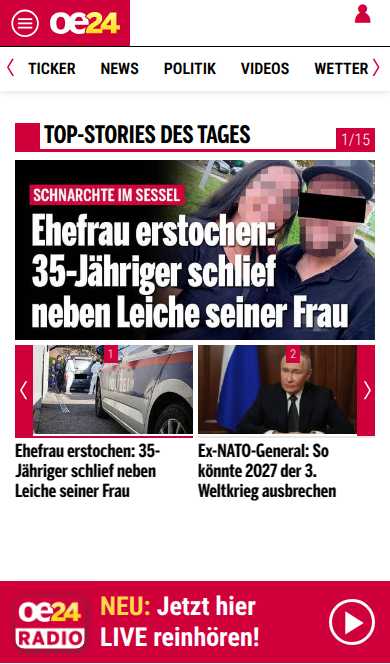 oe24
TICKER NEWS POLITIK VIDEOS WETTER
TOP-STORIES DES TAGES
1/15
SCHNARCHTE IM SESSEL
Ehefrau erstochen:
35-Jähriger schlief
neben Leiche seiner Frau
1
2
Ehefrau erstochen: 35-
Jähriger schlief neben
Leiche seiner Frau
Ex-NATO-General: So
könnte 2027 der 3.
Weltkrieg ausbrechen
oe24
RADIO
NEU: Jetzt hier
LIVE reinhören!